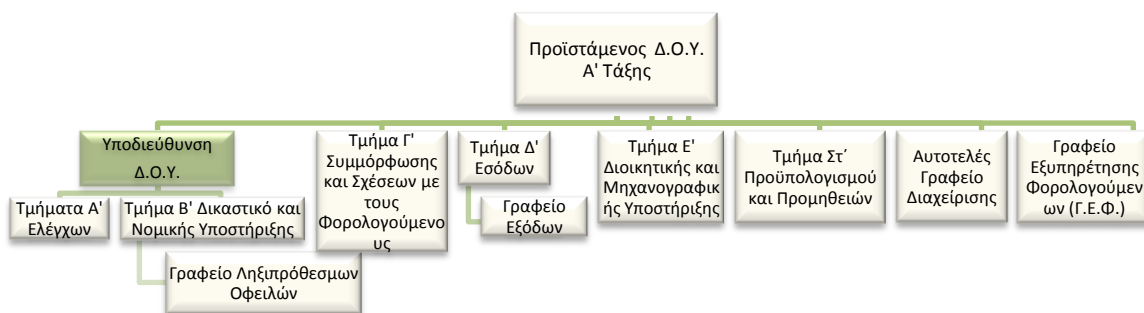 Προϊστάμενος Δ.Ο.Υ.
Α' Τάξης
Υποδιεύθυνση
Δ.Ο.Υ.
Τμήματα Α'
Ελέγχων
Τμήμα Β' Δικαστικό και
Νομικής Υποστήριξης
Γραφείο Ληξιπρόθεσμων
Οφειλών
Τμήμα Γ'
Συμμόρφωσης
και Σχέσεων με
τους
Φορολογούμενο
υς
Τμήμα Δ'
Εσόδων
Γραφείο
Εξόδων
Τμήμα Ε'
Διοικητικής και
Μηχανογραφικ
ής Υποστήριξης
Τμήμα Στ΄
Προϋπολογισμού
και Προμηθειών
Αυτοτελές
Γραφείο
Διαχείρισης
Γραφείο
Εξυπηρέτησης
Φορολογούμεν
ων (Γ.Ε.Φ.)